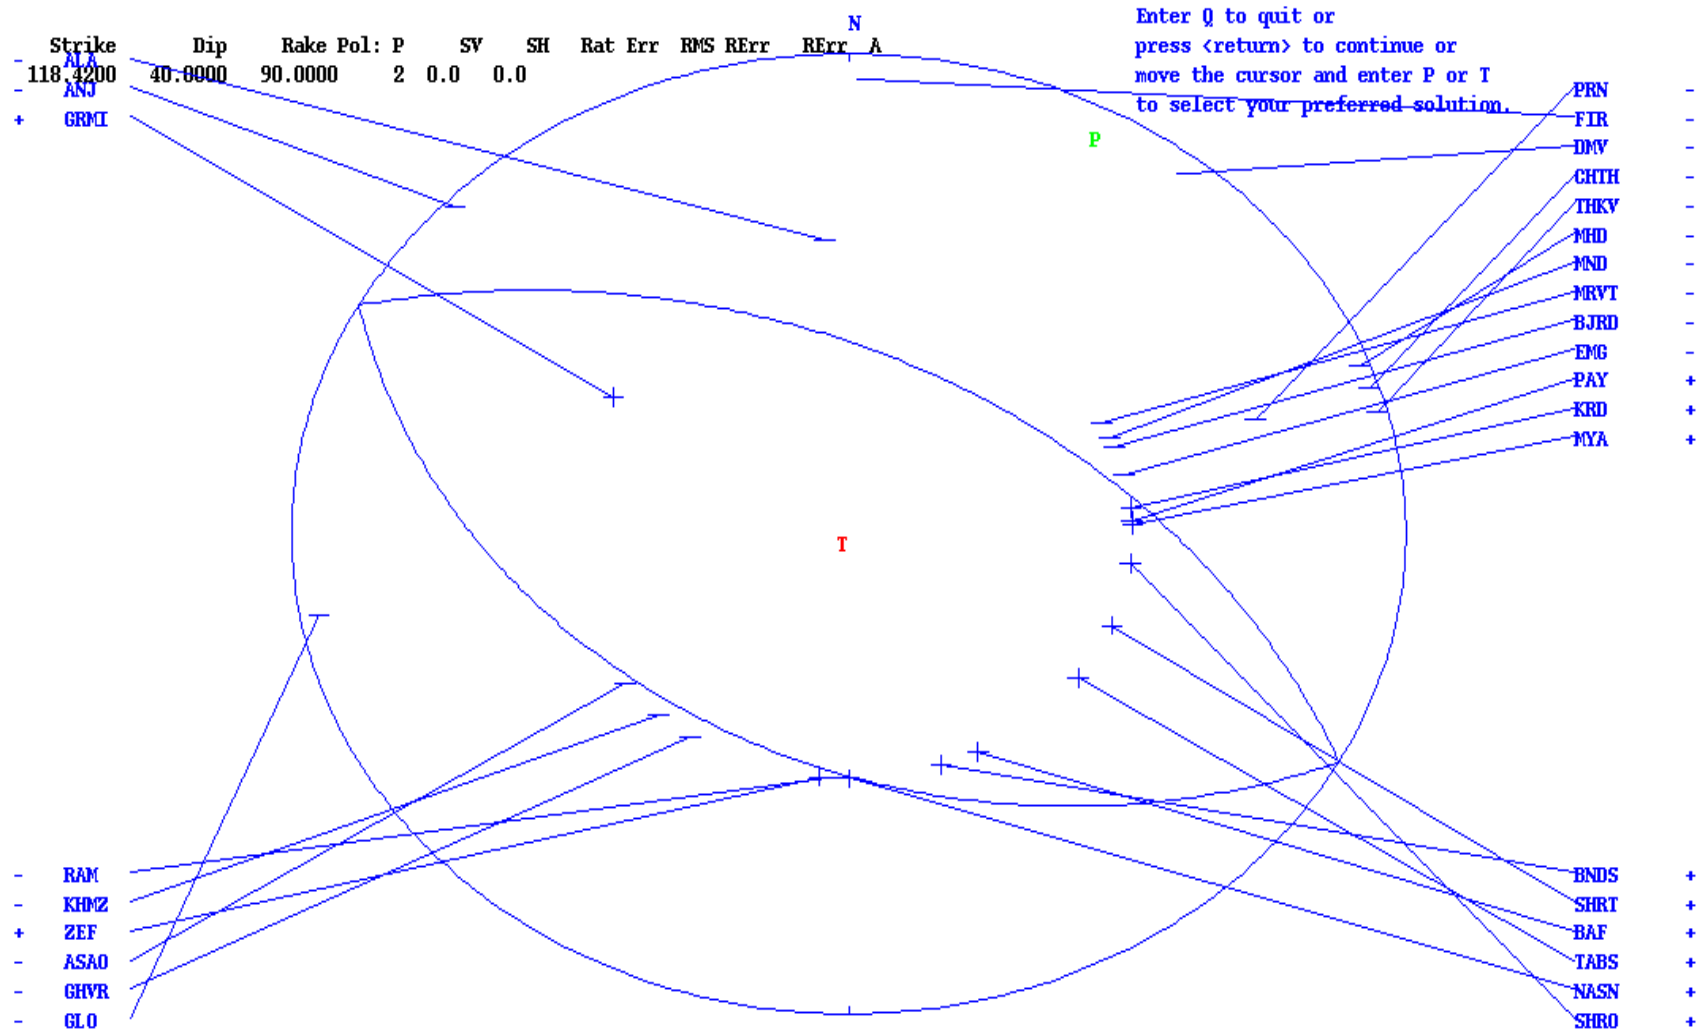 N
Enter Q to quit or
Strike Dip Rake Pol: P SV SH Rat Err RMS RErr RErr A
press <return> to continue or
- ALA
118.4200 40.0000 90.0000 2 0.0 0.0
move the cursor and enter P or T
- ANJ
PRN -
to select your preferred solution.
+ GRMI
FIR -
P
DMV -
CHTH -
THKV -
MHD -
MND -
MRVT -
BJRD -
EMG -
PAY +
KRD +
MYA +
T
- RAM
BNDS +
- KHMZ
SHRT +
+ ZEF
BAF +
- ASAO
TABS +
- GHVR
NASN +
- GLO
SHRO +